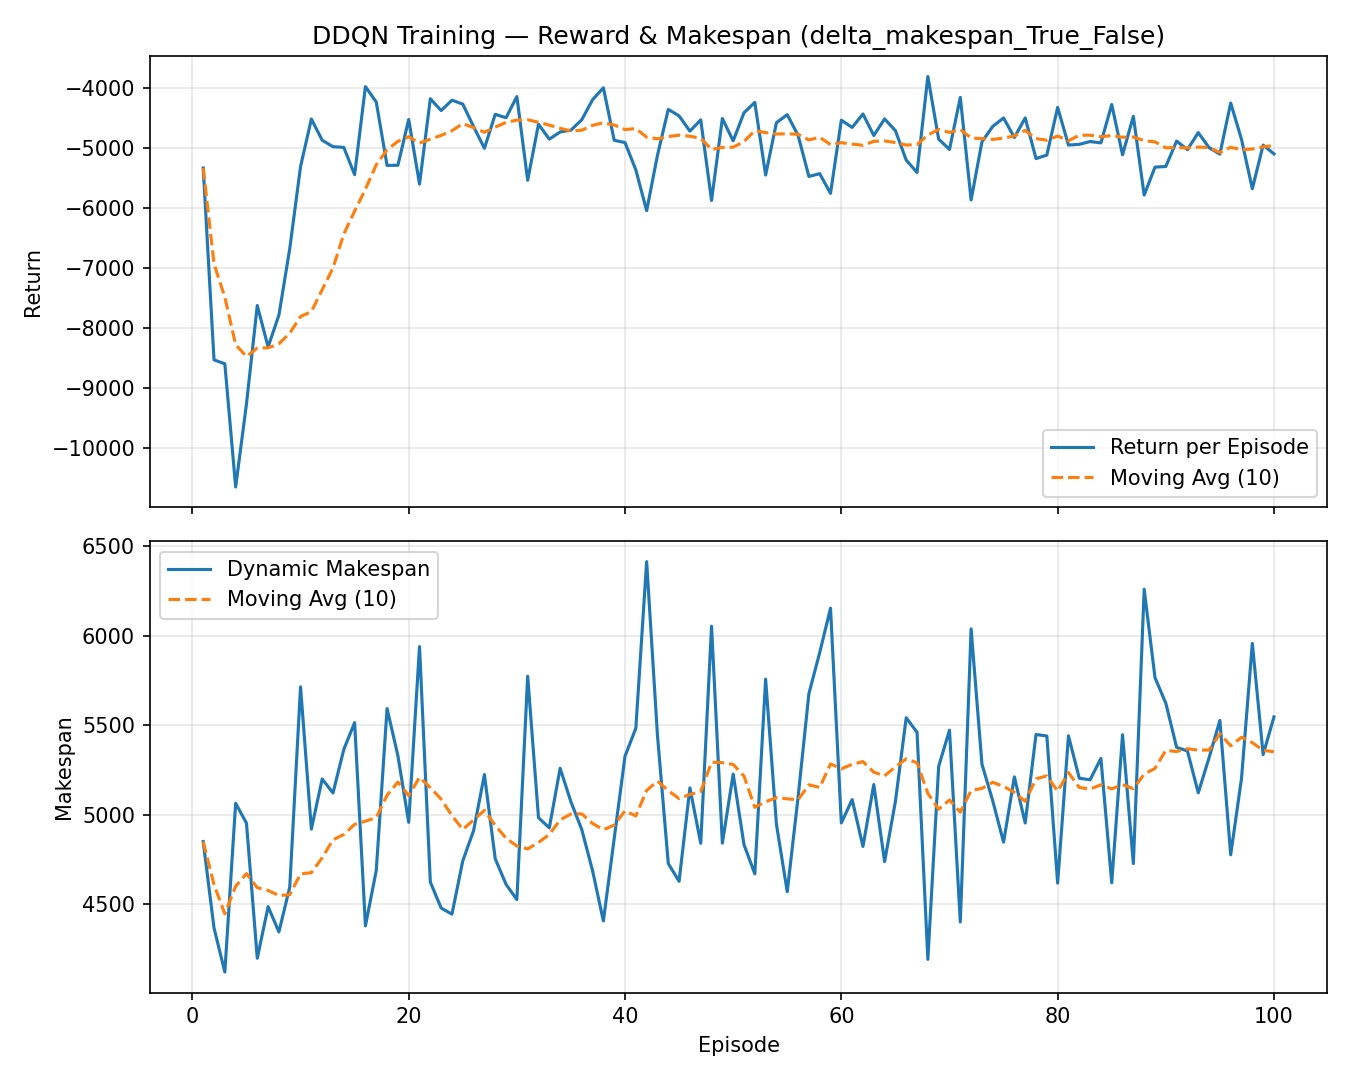 DDQN Training — Reward & Makespan (delta_makespan_True_False)
−4000
−5000
−6000
−7000
−8000
−9000
−10000
Return
Return per Episode
Moving Avg (10)
6500
6000
5500
5000
4500
Makespan
Dynamic Makespan
Moving Avg (10)
0 20 40 60 80 100
Episode